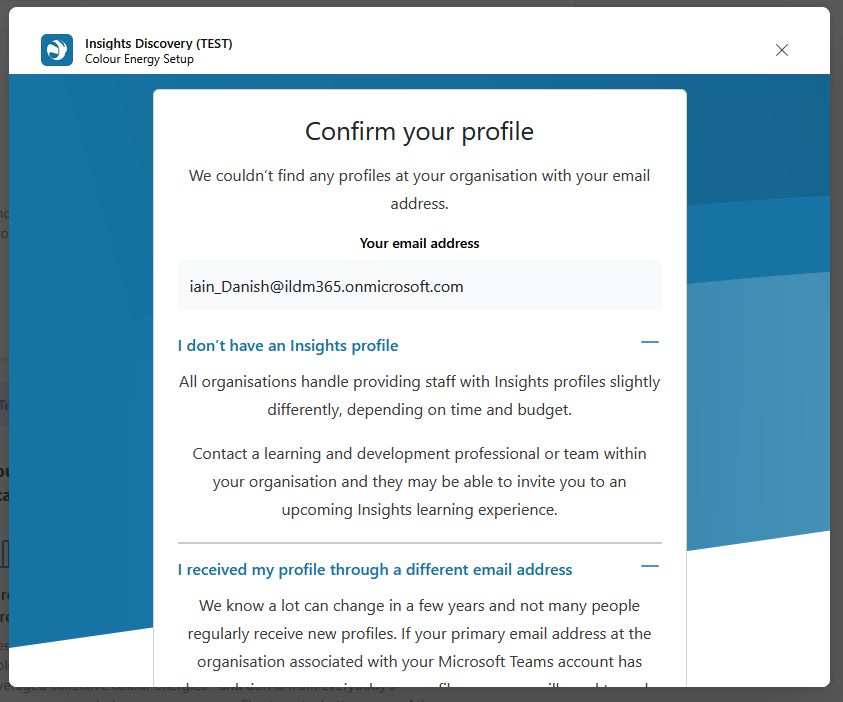 Insights Discovery (TEST)
Colour Energy Setup
Confirm your profile
We couldn't find any profiles at your organisation with your email
address.
Your email address
iain_Danish@ildm365.onmicrosoft.com
I don't have an Insights profile
All organisations handle providing staff with Insights profiles slightly
differently, depending on time and budget.
Contact a learning and development professional or team within
your organisation and they may be able to invite you to an
upcoming Insights learning experience.
I received my profile through a different email address
We know a lot can change in a few years and not many people
regularly receive new profiles. If your primary email address at the
organisation associated with your Microsoft Teams account has